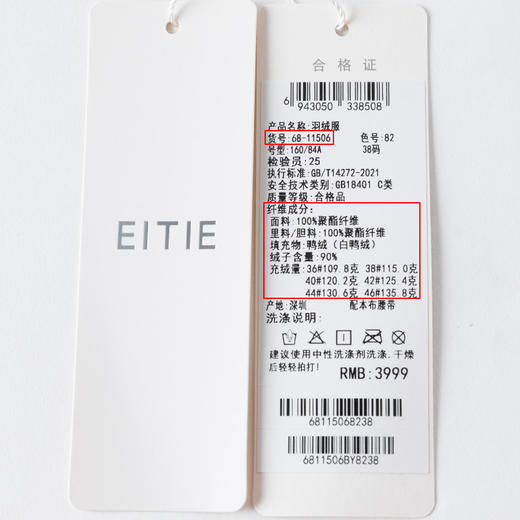 EITIE
合格证
6 943050 338508
产品名称:羽绒服
货号:68-11506 色号:82
号型:160/84A 38码
检验员:25
执行标准:GB/T14272-2021
安全技术类别:GB18401 C类
质量等级:合格品
纤维成分:
面料:100%聚酯纤维
里料/胆料:100%聚酯纤维
填充物:鸭绒(白鸭绒)
绒子含量:90%
充绒量:36#109.8克 38#115.0克
40#120.2克 42#125.4克
44#130.6克 46#135.8克
产地:深圳 配本布腰带
洗涤说明:
建议使用中性洗涤剂洗涤.干燥
后轻轻拍打!
RMB:3999
68115068238
6811506BY8238